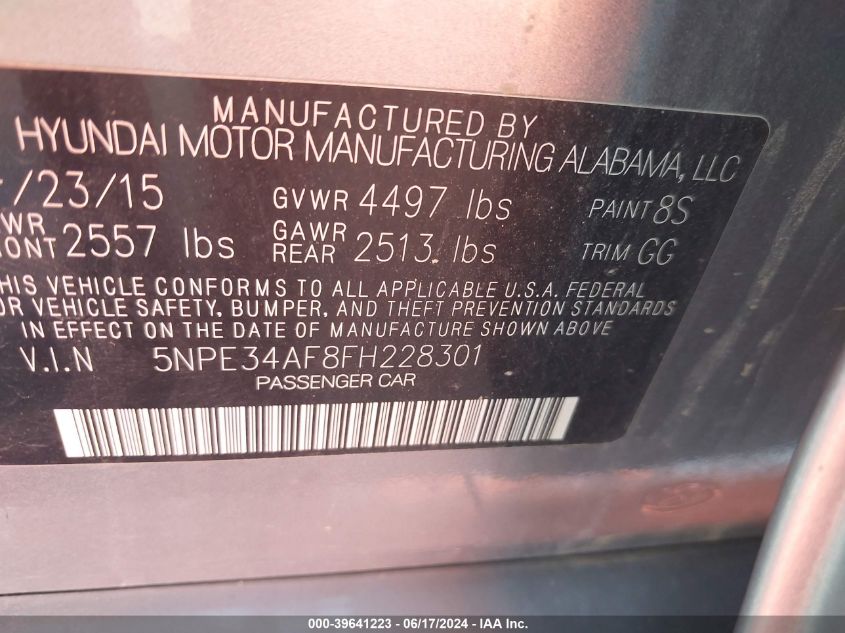 MANUFACTURED BY
HYUNDAI MOTOR MANUFACTURING ALABAMA, LLC
/23/15 GVWR 4497 lbs PAINT 8S
WR ONT 2557 lbs GAWR REAR 2513 lbs TRIM GG
HIS VEHICLE CONFORMS TO ALL APPLICABLE U.S.A. FEDERAL
OR VEHICLE SAFETY, BUMPER, AND THEFT PREVENTION STANDARDS
IN EFFECT ON THE DATE OF MANUFACTURE SHOWN ABOVE
V.I.N 5NPE34AF8FH228301
PASSENGER CAR
000-39641223 - 06/17/2024 - IAA Inc.